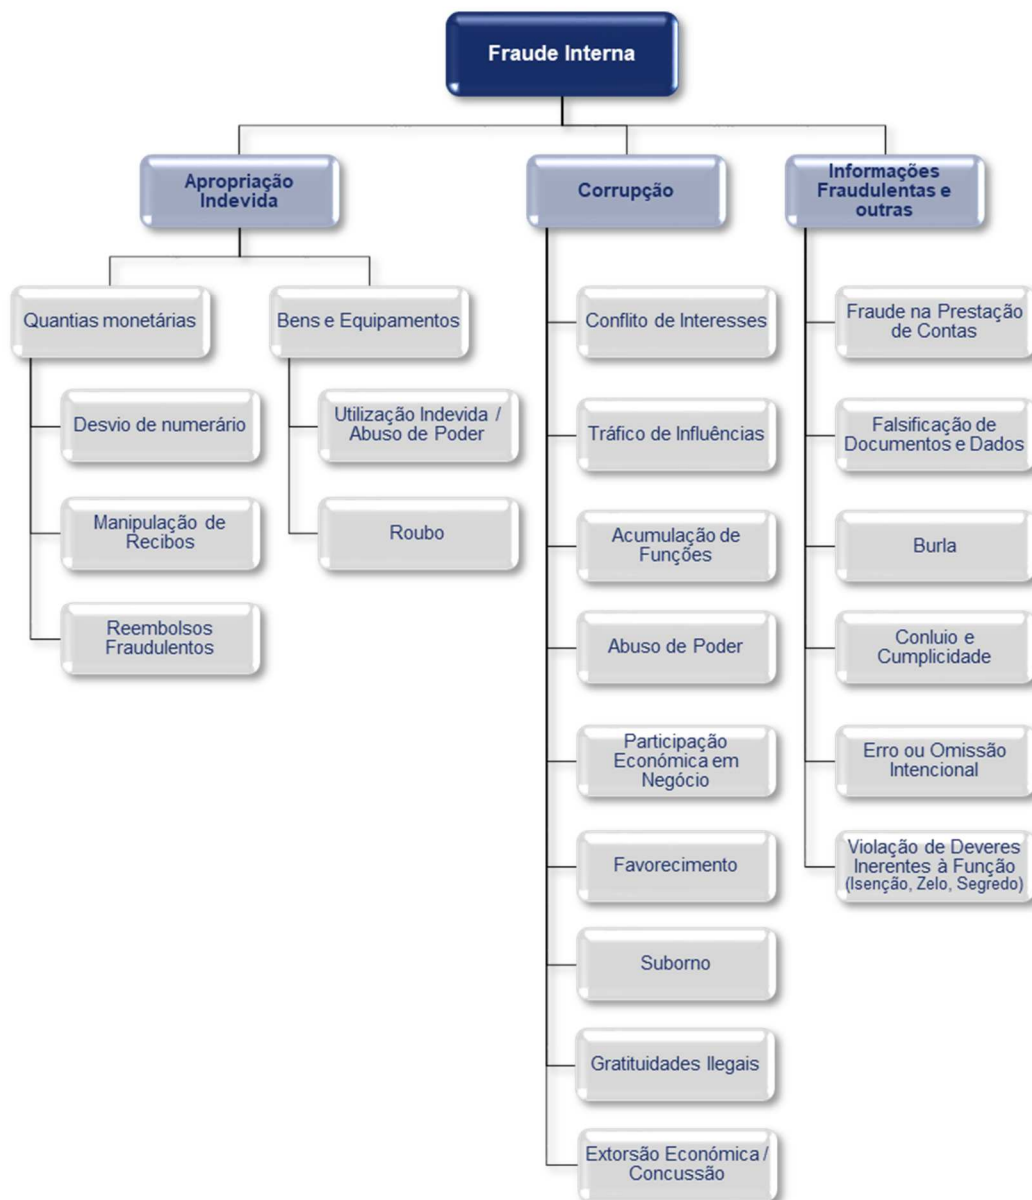 Fraude Interna
Apropriação
Indevida
Corrupção
Informações
Fraudulentas e
outras
Quantias monetárias
Bens e Equipamentos
Desvio de numerário
Manipulação de
Recibos
Reembolsos
Fraudulentos
Utilização Indevida /
Abuso de Poder
Roubo
Conflito de Interesses
Tráfico de Influências
Acumulação de
Funções
Abuso de Poder
Participação
Económica em
Negócio
Favorecimento
Suborno
Gratituidades Ilegais
Extorsão Económica /
Concussão
Fraude na Prestação
de Contas
Falsificação de
Documentos e Dados
Burla
Conluio e
Cumplicidade
Erro ou Omissão
Intencional
Violação de Deveres
Inerentes à Função
(Isenção, Zelo, Segredo)